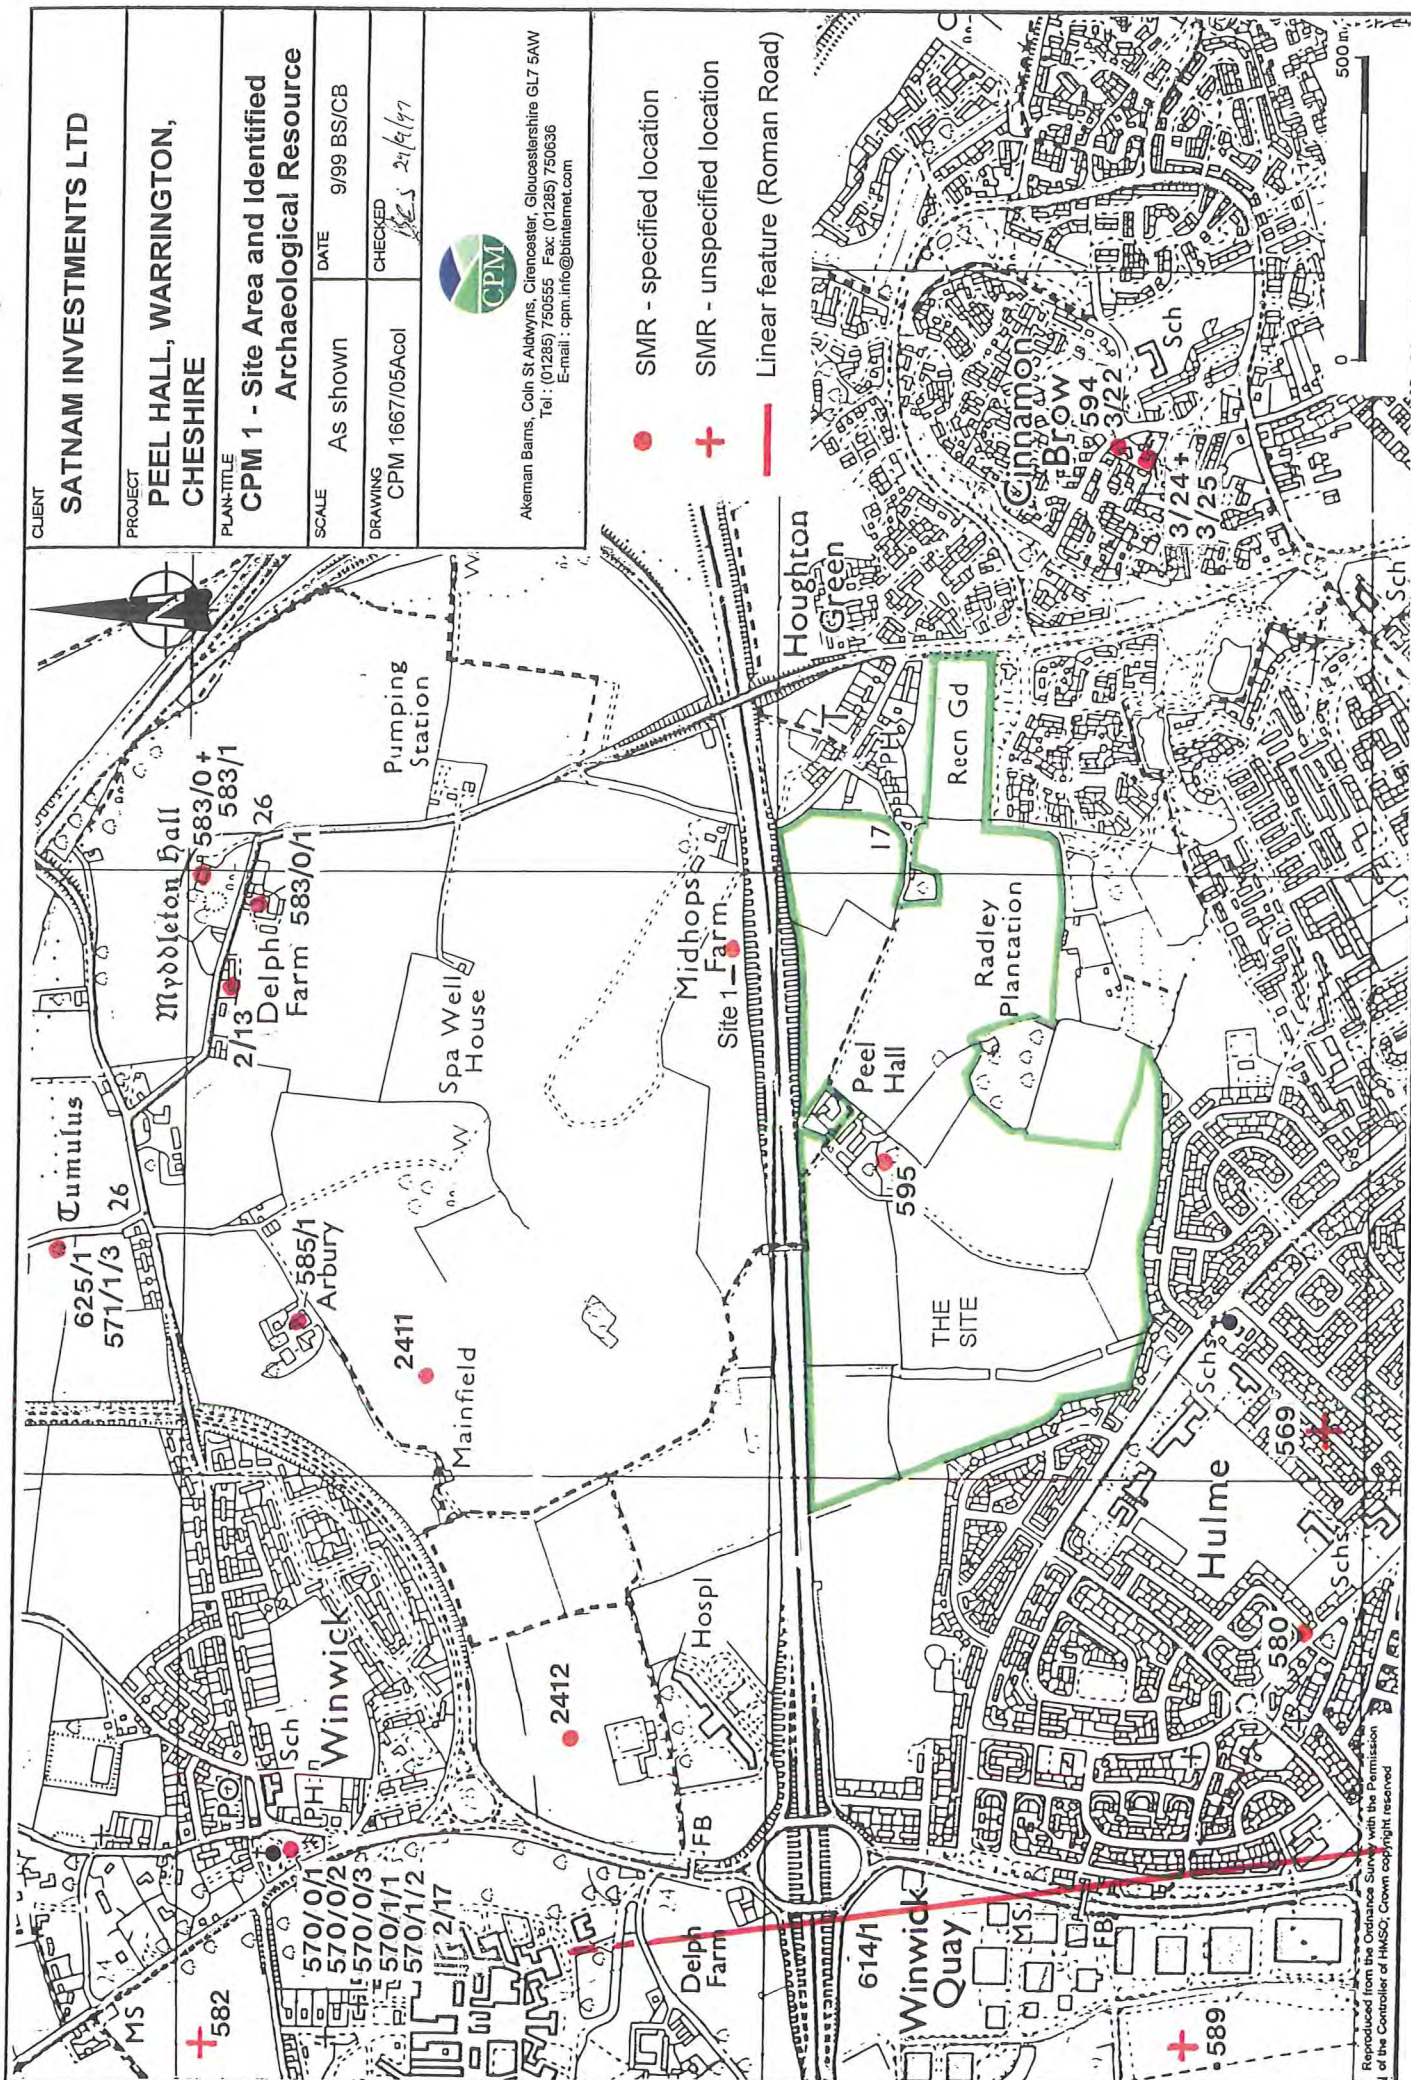 CLIENT
SATNAM INVESTMENTS LTD
PROJECT
PEEL HALL, WARRINGTON,
CHESHIRE
PLAN-TITLE
CPM 1 - Site Area and Identified
Archaeological Resource
SCALE
As shown
DATE
9/99 BS/CB
DRAWING
CPM 1667/05Acol
CHECKED
CPM
Akeman Barns, Coln St Aldwyns, Cirencester, Gloucestershire GL7 5AW
Tel : (01285) 750555 Fax: (01285) 750636
E-mail : cpm.info@btinternet.com
SMR - specified location
SMR - unspecified location
Linear feature (Roman Road)
N
Tumulus
625/1
571/1/3
26
Myddleton Hall
583/0 +
583/1
26
2/13
Delph
Farm
583/0/1
Pumping
Station
W
Spa Well
House
W
585/1
Arbury
2411
Mainfield
Midhops
Farm
Site 1
Winwick
Sch
PH
P
MS
582
570/0/1
570/0/2
570/0/3
570/1/1
570/1/2
2/17
2412
Hospl
FB
Delph
Farm
614/1
Winwick
Quay
MS
FB
589
Houghton
Green
PH
T
17
Recn Gd
Radley
Plantation
Peel
Hall
595
THE
SITE
Cinnamon
Brow
594
3/22
3/24 +
3/25
Sch
Sch
Schs
569
Hulme
580
Schs
0
500 m
Reproduced from the Ordnance Survey with the Permission
of the Controller of HMSO; Crown copyright reserved